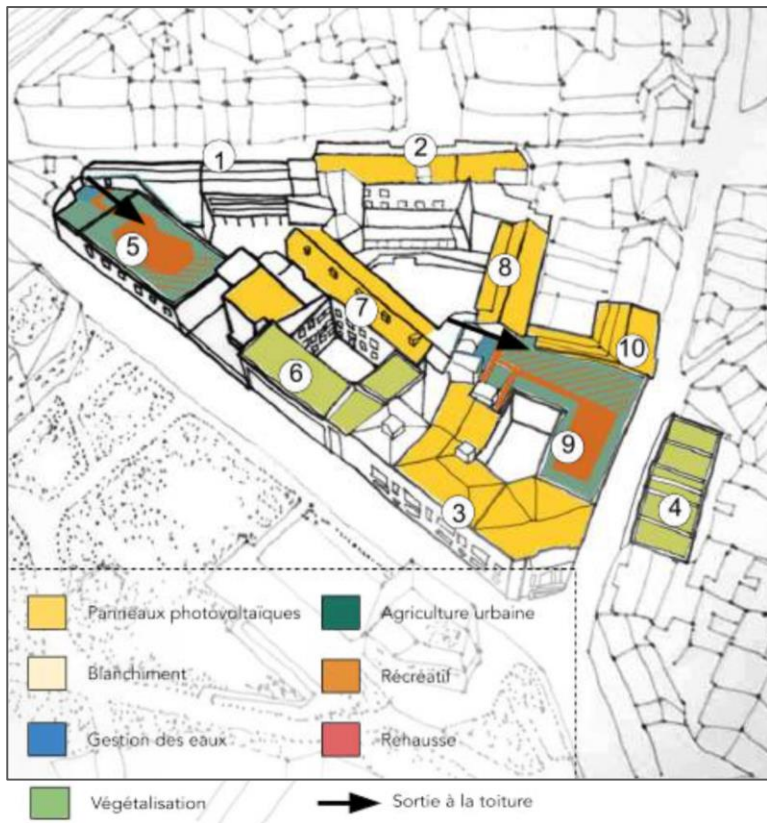 1
2
5
8
7
10
6
9
3
4
Panneaux photovoltaïques
Agriculture urbaine
Blanchiment
Récréatif
Gestion des eaux
Rehausse
Végétalisation
Sortie à la toiture